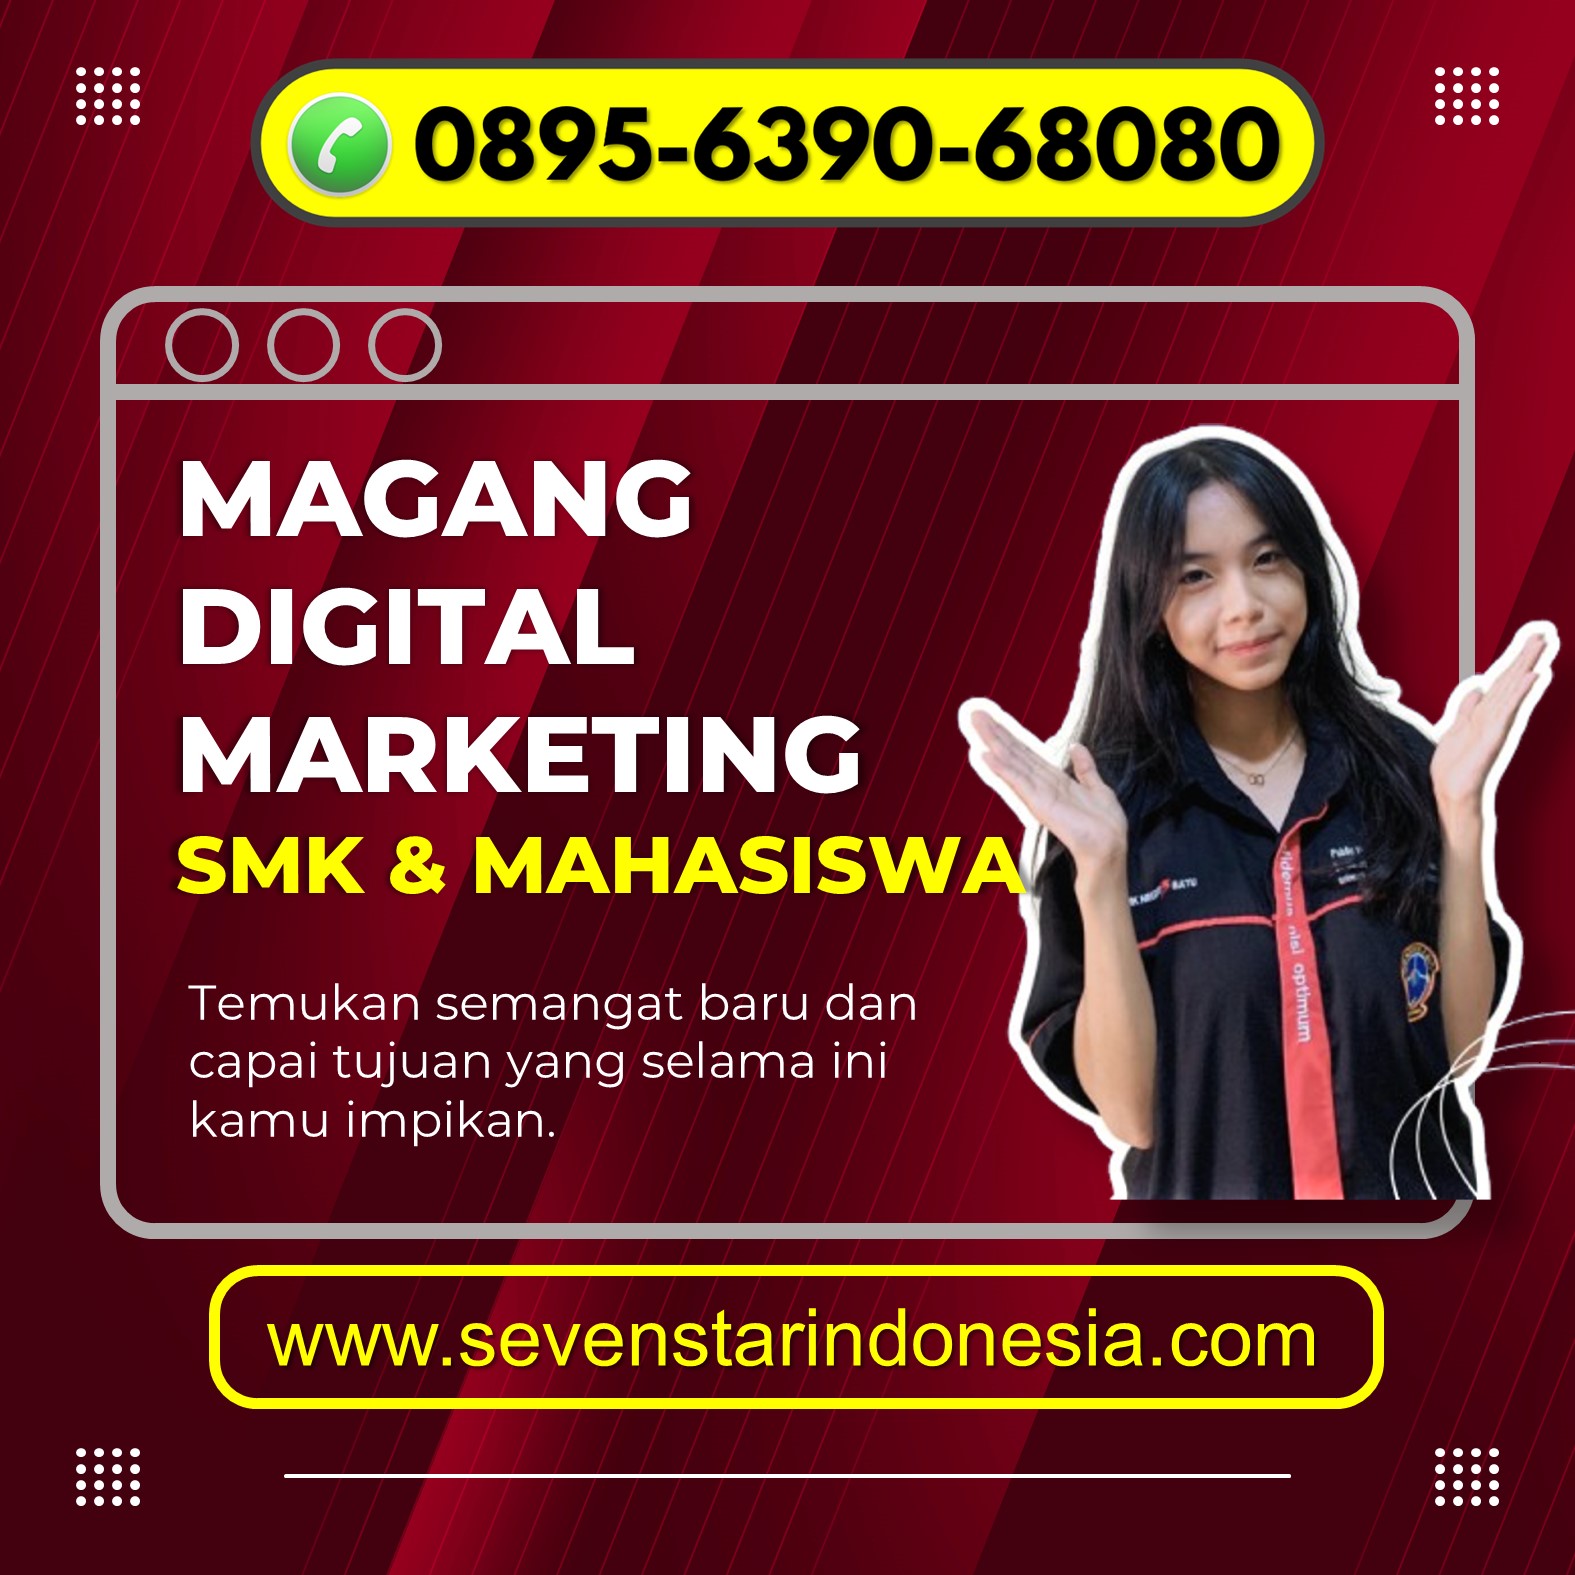 0895-6390-68080
MAGANG
DIGITAL
MARKETING
SMK & MAHASISWA
Temukan semangat baru dan
capai tujuan yang selama ini
kamu impikan.
optimum
www.sevenstarindonesia.com